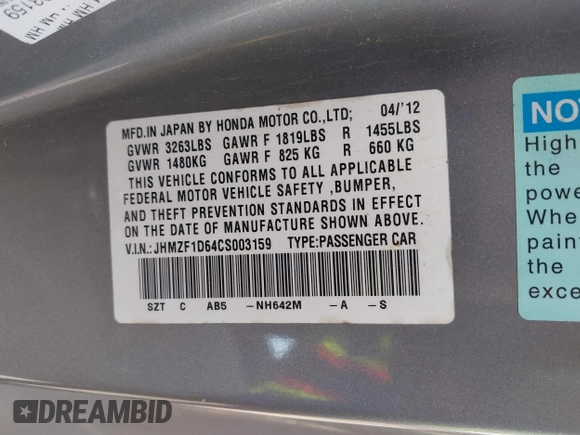 3159
HM HM
MFD.IN JAPAN BY HONDA MOTOR CO.,LTD; 04/'12
GVWR 3263LBS GAWR F 1819LBS R 1455LBS
GVWR 1480KG GAWR F 825 KG R 660 KG
THIS VEHICLE CONFORMS TO ALL APPLICABLE
FEDERAL MOTOR VEHICLE SAFETY ,BUMPER,
AND THEFT PREVENTION STANDARDS IN EFFECT
ON THE DATE OF MANUFACTURE SHOWN ABOVE.
V.I.N.: JHMZF1D64CS003159 TYPE:PASSENGER CAR
SZT C AB5 -NH642M -A -S
NO
High
the
powe
Whe
pain
the
exce
DREAMBID